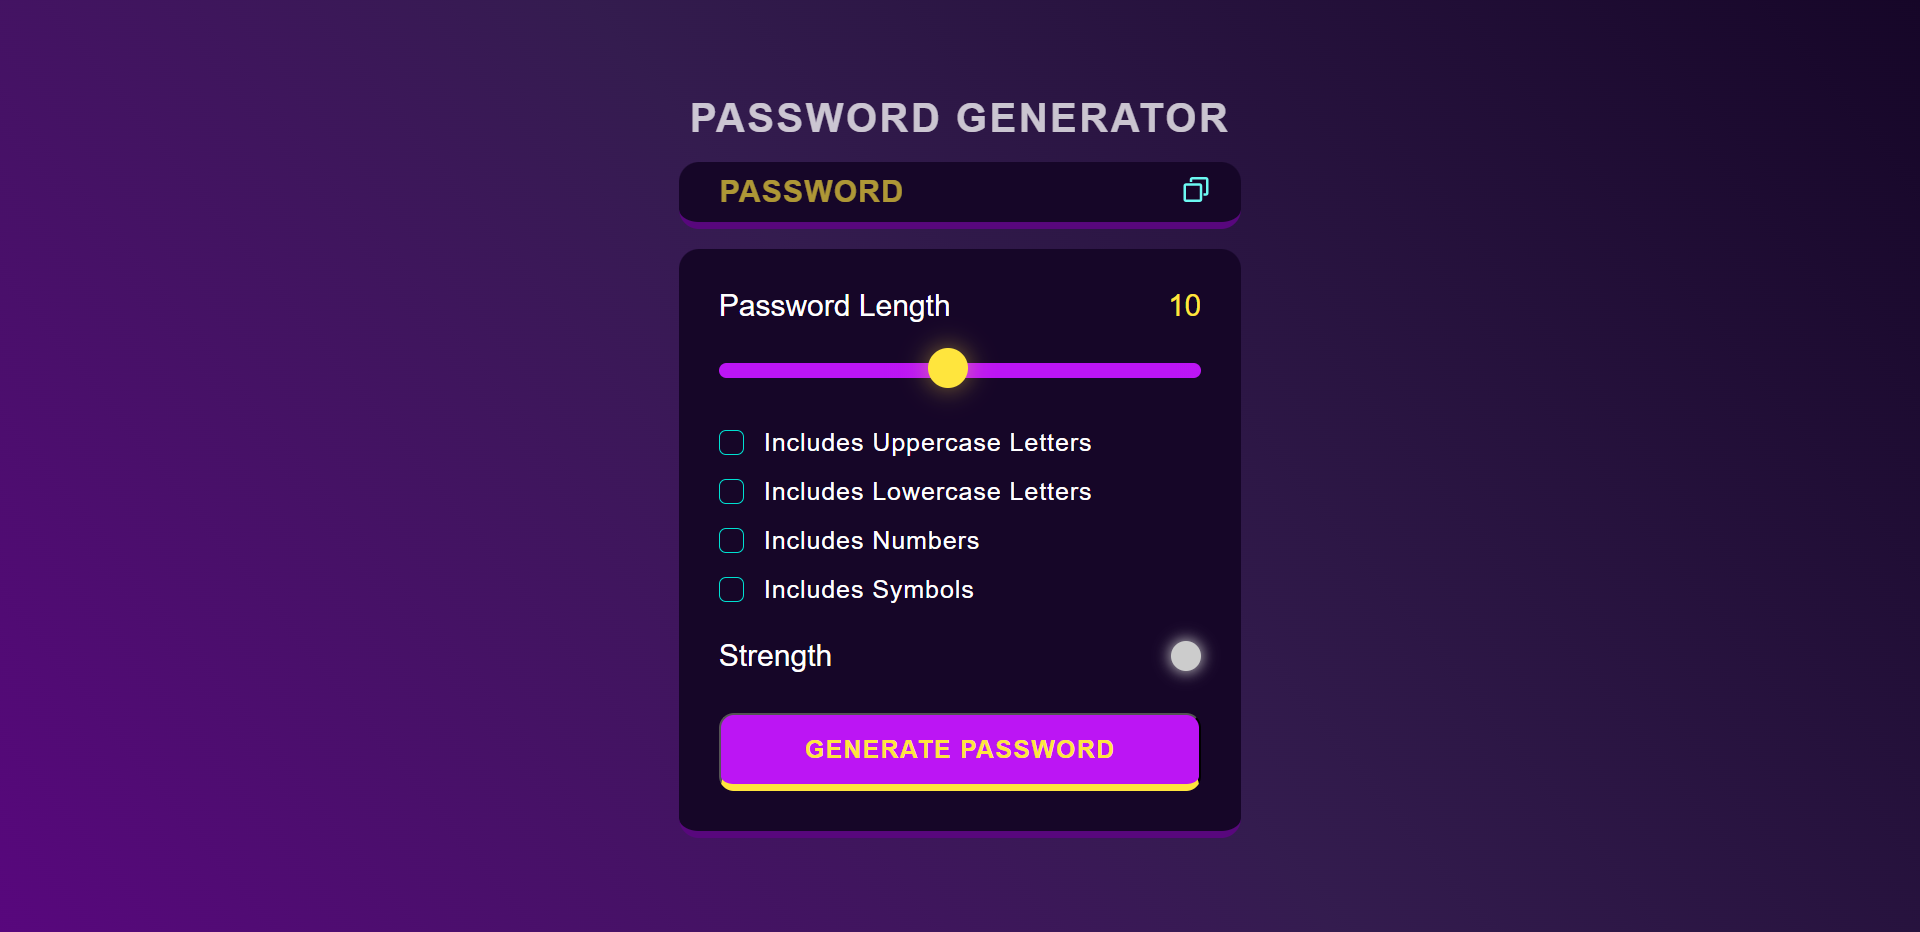 PASSWORD GENERATOR
PASSWORD
Password Length 10
Includes Uppercase Letters
Includes Lowercase Letters
Includes Numbers
Includes Symbols
Strength
GENERATE PASSWORD